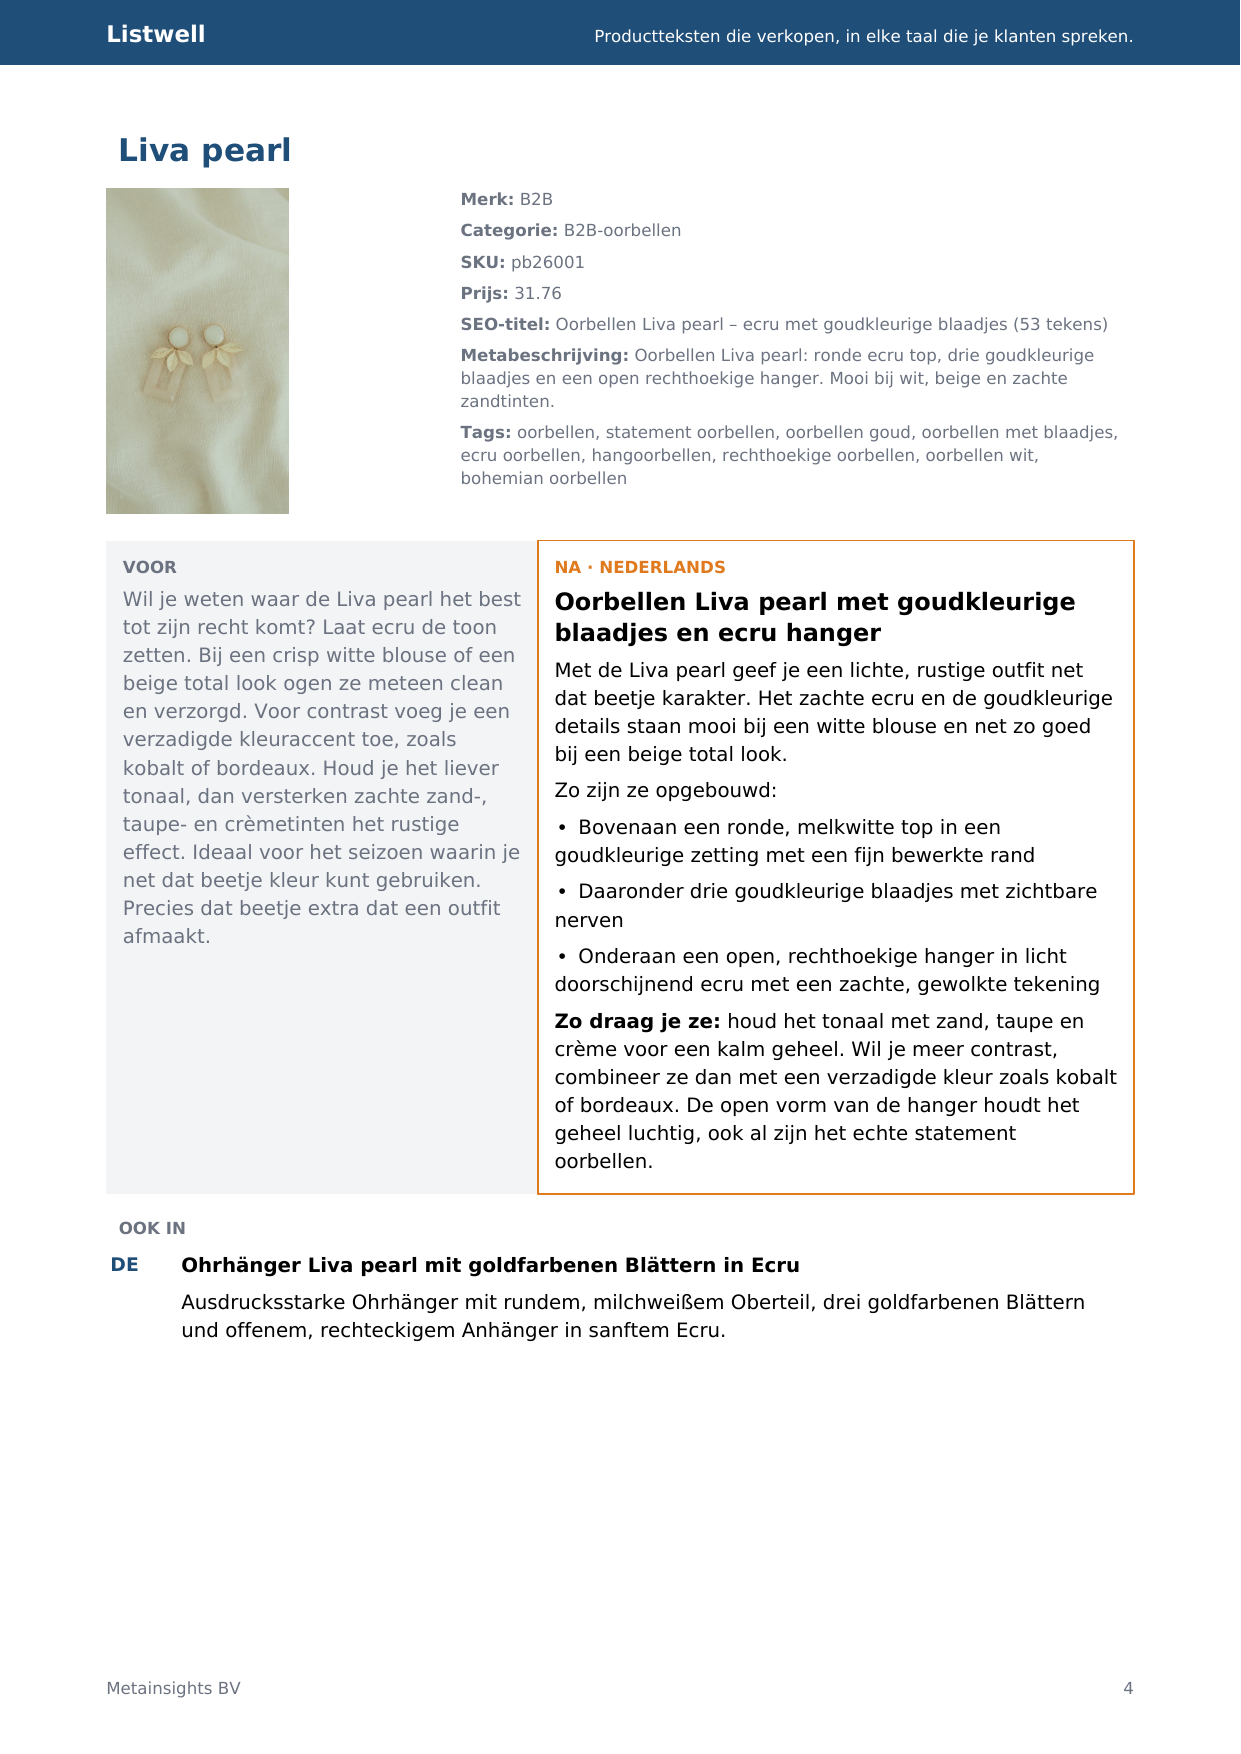 Listwell
Productteksten die verkopen, in elke taal die je klanten spreken.
Liva pearl
Merk: B2B
Categorie: B2B-oorbellen
SKU: pb26001
Prijs: 31.76
SEO-titel: Oorbellen Liva pearl – ecru met goudkleurige blaadjes (53 tekens)
Metabeschrijving: Oorbellen Liva pearl: ronde ecru top, drie goudkleurige
blaadjes en een open rechthoekige hanger. Mooi bij wit, beige en zachte
zandtinten.
Tags: oorbellen, statement oorbellen, oorbellen goud, oorbellen met blaadjes,
ecru oorbellen, hangoorbellen, rechthoekige oorbellen, oorbellen wit,
bohemian oorbellen
VOOR
Wil je weten waar de Liva pearl het best
tot zijn recht komt? Laat ecru de toon
zetten. Bij een crisp witte blouse of een
beige total look ogen ze meteen clean
en verzorgd. Voor contrast voeg je een
verzadigde kleuraccent toe, zoals
kobalt of bordeaux. Houd je het liever
tonaal, dan versterken zachte zand-,
taupe- en crèmetinten het rustige
effect. Ideaal voor het seizoen waarin je
net dat beetje kleur kunt gebruiken.
Precies dat beetje extra dat een outfit
afmaakt.
NA · NEDERLANDS
Oorbellen Liva pearl met goudkleurige
blaadjes en ecru hanger
Met de Liva pearl geef je een lichte, rustige outfit net
dat beetje karakter. Het zachte ecru en de goudkleurige
details staan mooi bij een witte blouse en net zo goed
bij een beige total look.
Zo zijn ze opgebouwd:
• Bovenaan een ronde, melkwitte top in een
goudkleurige zetting met een fijn bewerkte rand
• Daaronder drie goudkleurige blaadjes met zichtbare
nerven
• Onderaan een open, rechthoekige hanger in licht
doorschijnend ecru met een zachte, gewolkte tekening
Zo draag je ze: houd het tonaal met zand, taupe en
crème voor een kalm geheel. Wil je meer contrast,
combineer ze dan met een verzadigde kleur zoals kobalt
of bordeaux. De open vorm van de hanger houdt het
geheel luchtig, ook al zijn het echte statement
oorbellen.
OOK IN
DE
Ohrhänger Liva pearl mit goldfarbenen Blättern in Ecru
Ausdrucksstarke Ohrhänger mit rundem, milchweißem Oberteil, drei goldfarbenen Blättern
und offenem, rechteckigem Anhänger in sanftem Ecru.
Metainsights BV
4